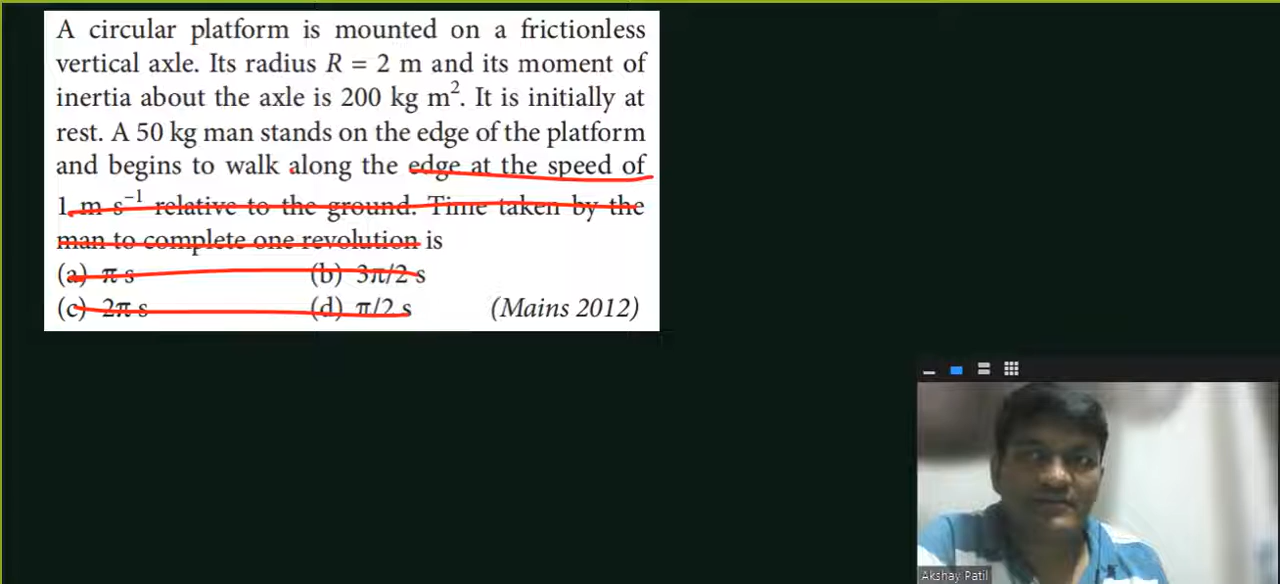 A circular platform is mounted on a frictionless
vertical axle. Its radius R = 2 m and its moment of
inertia about the axle is 200 kg m². It is initially at
rest. A 50 kg man stands on the edge of the platform
and begins to walk along the edge at the speed of
1 m s⁻¹ relative to the ground. Time taken by the
man to complete one revolution is
(a) π s (b) 3π/2 s
(c) 2π s (d) π/2 s (Mains 2012)
Akshay Patil